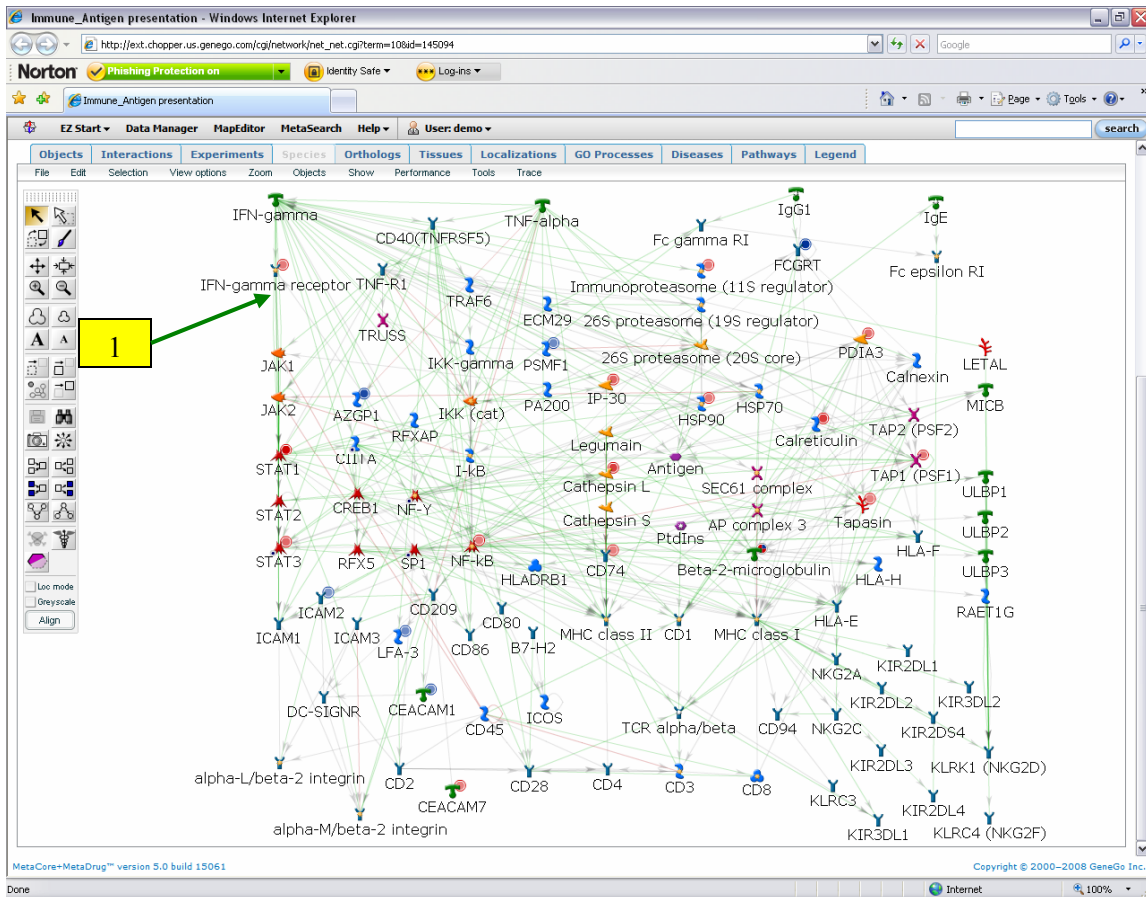 Immune_Antigen presentation - Windows Internet Explorer
http://ext.chopper.us.genego.com/cgi/network/net_net.cgi?term=10&id=145094
Google
Norton Phishing Protection on Identity Safe Log-ins
Immune_Antigen presentation
Page Tools
EZ Start Data Manager MapEditor MetaSearch Help User: demo search
Objects Interactions Experiments Species Orthologs Tissues Localizations GO Processes Diseases Pathways Legend
File Edit Selection View options Zoom Objects Show Performance Tools Trace
IFN-gamma TNF-alpha IgG1 IgE
CD40(TNFRSF5) Fc gamma RI
FCGRT Fc epsilon RI
IFN-gamma receptor TNF-R1 TRAF6 Immunoproteasome (11S regulator)
TRUSS ECM29 26S proteasome (19S regulator)
1
JAK1 IKK-gamma PSMF1 26S proteasome (20S core) PDIA3 Calnexin LETAL
JAK2 AZGP1 IKK (cat) PA200 IP-30 HSP90 HSP70 MICB
RFXAP Legumain Calreticulin TAP2 (PSF2)
STAT1 CIITA I-kB Antigen TAP1 (PSF1)
Cathepsin L SEC61 complex ULBP1
STAT2 CREB1 NF-Y Cathepsin S AP complex 3 Tapasin
PtdIns HLA-F ULBP2
STAT3 RFX5 SP1 NF-kB HLADRB1 CD74 Beta-2-microglobulin HLA-H ULBP3
ICAM2 CD209 CD80 HLA-E RAET1G
ICAM1 ICAM3 LFA-3 CD86 B7-H2 MHC class II CD1 MHC class I
NKG2A KIR2DL1
DC-SIGNR CEACAM1 CD45 ICOS TCR alpha/beta CD94 NKG2C KIR2DL2 KIR3DL2
KIR2DS4
alpha-L/beta-2 integrin CD2 CD28 CD4 CD3 CD8 KIR2DL3 KLRK1 (NKG2D)
CEACAM7 KLRC3 KIR2DL4
alpha-M/beta-2 integrin KIR3DL1 KLRC4 (NKG2F)
A A
Loc mode
Greyscale
Align
MetaCore+MetaDrug™ version 5.0 build 15061 Copyright © 2000-2008 GeneGo Inc.
Done Internet 100%